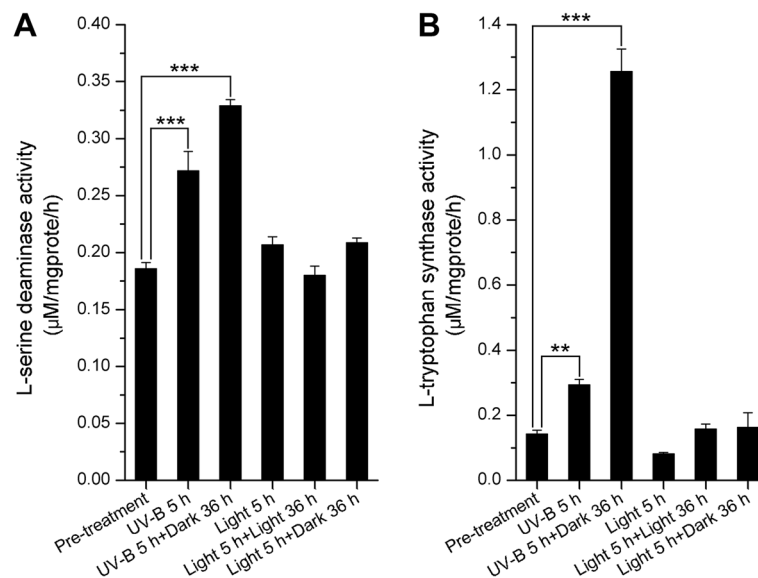 A
L-serine deaminase activity
(μM/mgprote/h)
0.40
0.35
0.30
0.25
0.20
0.15
0.10
0.05
0.00
***
***
Pre-treatment
UV-B 5 h
UV-B 5 h+Dark 36 h
Light 5 h
Light 5 h+Light 36 h
Light 5 h+Dark 36 h
B
L-tryptophan synthase activity
(μM/mgprote/h)
1.4
1.2
1.0
0.8
0.6
0.4
0.2
0.0
***
**
Pre-treatment
UV-B 5 h
UV-B 5 h+Dark 36 h
Light 5 h
Light 5 h+Light 36 h
Light 5 h+Dark 36 h